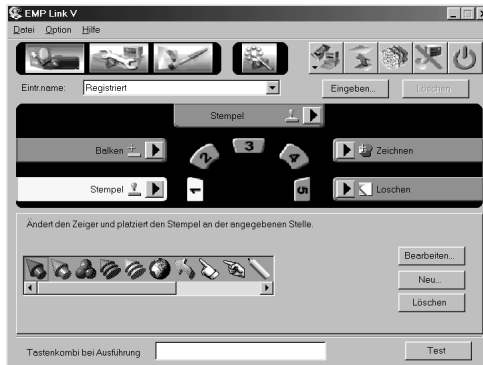 EMP Link V
Datei Option Hilfe
Eintr.name: Registriert Eingeben... Löschen
Stempel
Balken 2 3 4 Zeichnen
Stempel 1 5 Loschen
Ändert den Zeiger und platziert den Stempel an der angegebenen Stelle.
Bearbeiten...
Neu...
Löschen
Tastenkombi bei Ausführung Test